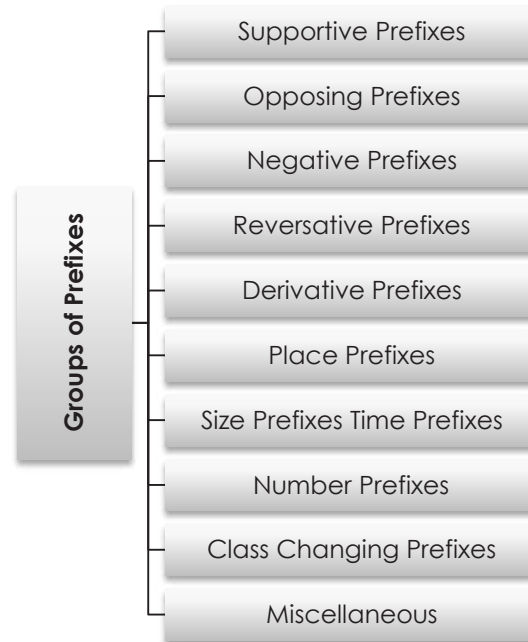 Groups of Prefixes
Supportive Prefixes
Opposing Prefixes
Negative Prefixes
Reversative Prefixes
Derivative Prefixes
Place Prefixes
Size Prefixes Time Prefixes
Number Prefixes
Class Changing Prefixes
Miscellaneous